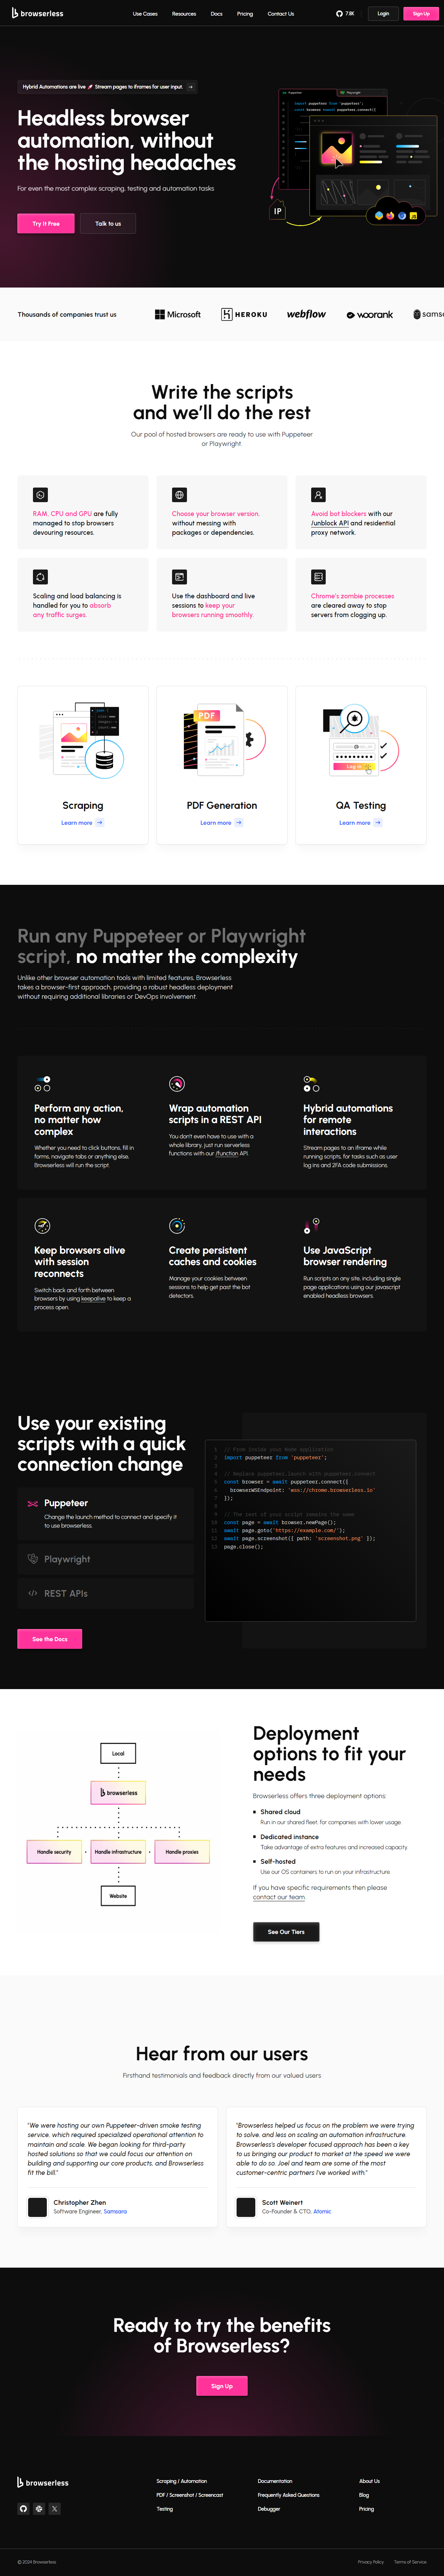 browserless
Use Cases
Resources
Docs
Pricing
Contact Us
7.8K
Login
Sign Up
Hybrid Automations are live 🚀 Stream pages to iframes for user input.
Headless browser
automation, without
the hosting headaches
For even the most complex scraping, testing and automation tasks
Try It Free
Talk to us
Puppeteer
Playwright
import puppeteer from 'puppeteer';
IP
JS
Thousands of companies trust us
Microsoft
HEROKU
webflow
woorank
samsa
Write the scripts
and we'll do the rest
Our pool of hosted browsers are ready to use with Puppeteer
or Playwright.
RAM, CPU and GPU are fully
managed to stop browsers
devouring resources.
Choose your browser version,
without messing with
packages or dependencies.
Avoid bot blockers with our
/unblock API and residential
proxy network.
Scaling and load balancing is
handled for you to absorb
any traffic surges.
Use the dashboard and live
sessions to keep your
browsers running smoothly.
Chrome's zombie processes
are cleared away to stop
servers from clogging up.
PDF
Log in
Scraping
Learn more
PDF Generation
Learn more
QA Testing
Learn more
Run any Puppeteer or Playwright
script, no matter the complexity
Unlike other browser automation tools with limited features, Browserless
takes a browser-first approach, providing a robust headless deployment
without requiring additional libraries or DevOps involvement.
Perform any action,
no matter how
complex
Whether you need to click buttons, fill in
forms, navigate tabs or anything else,
Browserless will run the script.
Wrap automation
scripts in a REST API
You don't even have to use with a
whole library, just run serverless
functions with our /function API.
Hybrid automations
for remote
interactions
Stream pages to an iframe while
running scripts, for tasks such as user
log ins and 2FA code submissions.
Keep browsers alive
with session
reconnects
Switch back and forth between
browsers by using keepalive to keep a
process open.
Create persistent
caches and cookies
Manage your cookies between
sessions to help get past the bot
detectors.
Use JavaScript
browser rendering
Run scripts on any site, including single
page applications using our javascript
enabled headless browsers.
Use your existing
scripts with a quick
connection change
Puppeteer
Change the launch method to connect and specify it
to use browserless.
Playwright
REST APIs
See the Docs
1 // From inside your Node application
2 import puppeteer from 'puppeteer';
3
4 // Replace puppeteer.launch with puppeteer.connect
5 const browser = await puppeteer.connect({
6 browserWSEndpoint: 'wss://chrome.browserless.io'
7 });
8
9 // The rest of your script remains the same
10 const page = await browser.newPage();
11 await page.goto('https://example.com/');
12 await page.screenshot({ path: 'screenshot.png' });
13 page.close();
Local
browserless
Handle security
Handle infrastructure
Handle proxies
Website
Deployment
options to fit your
needs
Browserless offers three deployment options:
Shared cloud
Run in our shared fleet, for companies with lower usage.
Dedicated instance
Take advantage of extra features and increased capacity.
Self-hosted
Use our OS containers to run on your infrastructure.
If you have specific requirements then please
contact our team
See Our Tiers
Hear from our users
Firsthand testimonials and feedback directly from our valued users.
"We were hosting our own Puppeteer-driven smoke testing
service, which required specialized operational attention to
maintain and scale. We began looking for third-party
hosted solutions so that we could focus our attention on
building and supporting our core products, and Browserless
fit the bill."
Christopher Zhen
Software Engineer, Samsara
"Browserless helped us focus on the problem we were trying
to solve, and less on scaling an automation infrastructure.
Browserless's developer focused approach has been a key
to us bringing our product to market at the speed we were
able to do so. Joel and team are some of the most
customer-centric partners I've worked with."
Scott Weinert
Co-Founder & CTO, Atomic
Ready to try the benefits
of Browserless?
Sign Up
browserless
Scraping / Automation
PDF / Screenshot / Screencast
Testing
Documentation
Frequently Asked Questions
Debugger
About Us
Blog
Pricing
© 2024 Browserless
Privacy Policy
Terms of Service